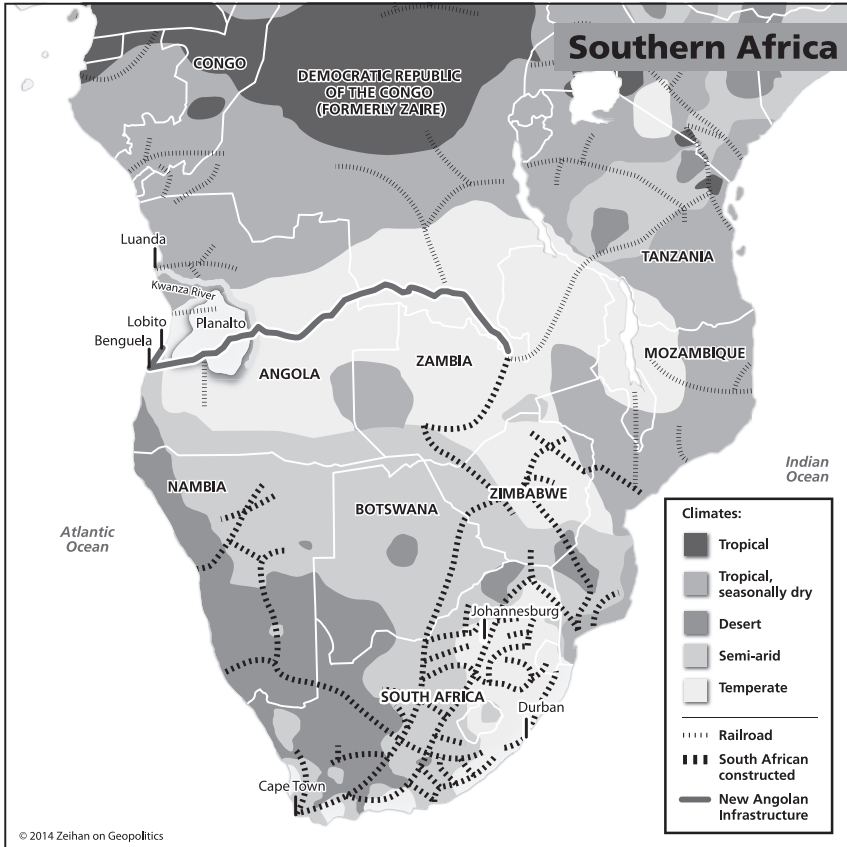 Southern Africa
CONGO
DEMOCRATIC REPUBLIC
OF THE CONGO
(FORMERLY ZAIRE)
TANZANIA
Luanda
Kwanza River
Lobito
Planalto
Benguela
ANGOLA
ZAMBIA
MOZAMBIQUE
Indian
Ocean
NAMBIA
BOTSWANA
ZIMBABWE
Atlantic
Ocean
Johannesburg
SOUTH AFRICA
Durban
Cape Town
Climates:
Tropical
Tropical,
seasonally dry
Desert
Semi-arid
Temperate
Railroad
South African
constructed
New Angolan
Infrastructure
© 2014 Zeihan on Geopolitics